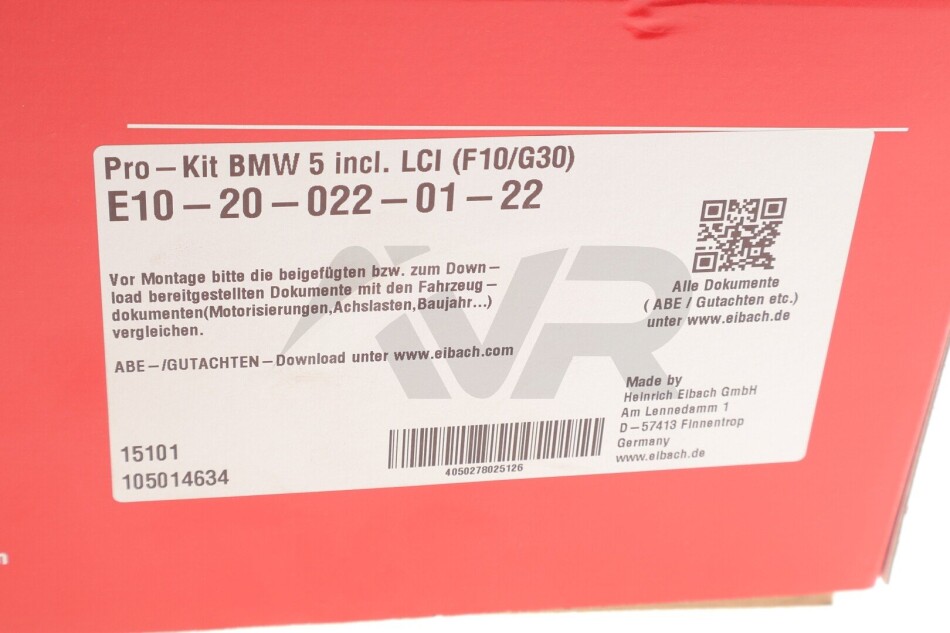 Pro-Kit BMW 5 incl. LCI (F10/G30)
E10-20-022-01-22
Vor Montage bitte die beigefügten bzw. zum Down-
load bereitgestellten Dokumente mit den Fahrzeug-
dokumenten(Motorisierungen,Achslasten,Baujahr...)
vergleichen.
ABE-/GUTACHTEN-Download unter www.eibach.com
15101
105014634
4050278025126
Alle Dokumente
( ABE / Gutachten etc.)
unter www.eibach.de
Made by
Heinrich Eibach GmbH
Am Lennedamm 1
D-57413 Finnentrop
Germany
www.eibach.de
VR